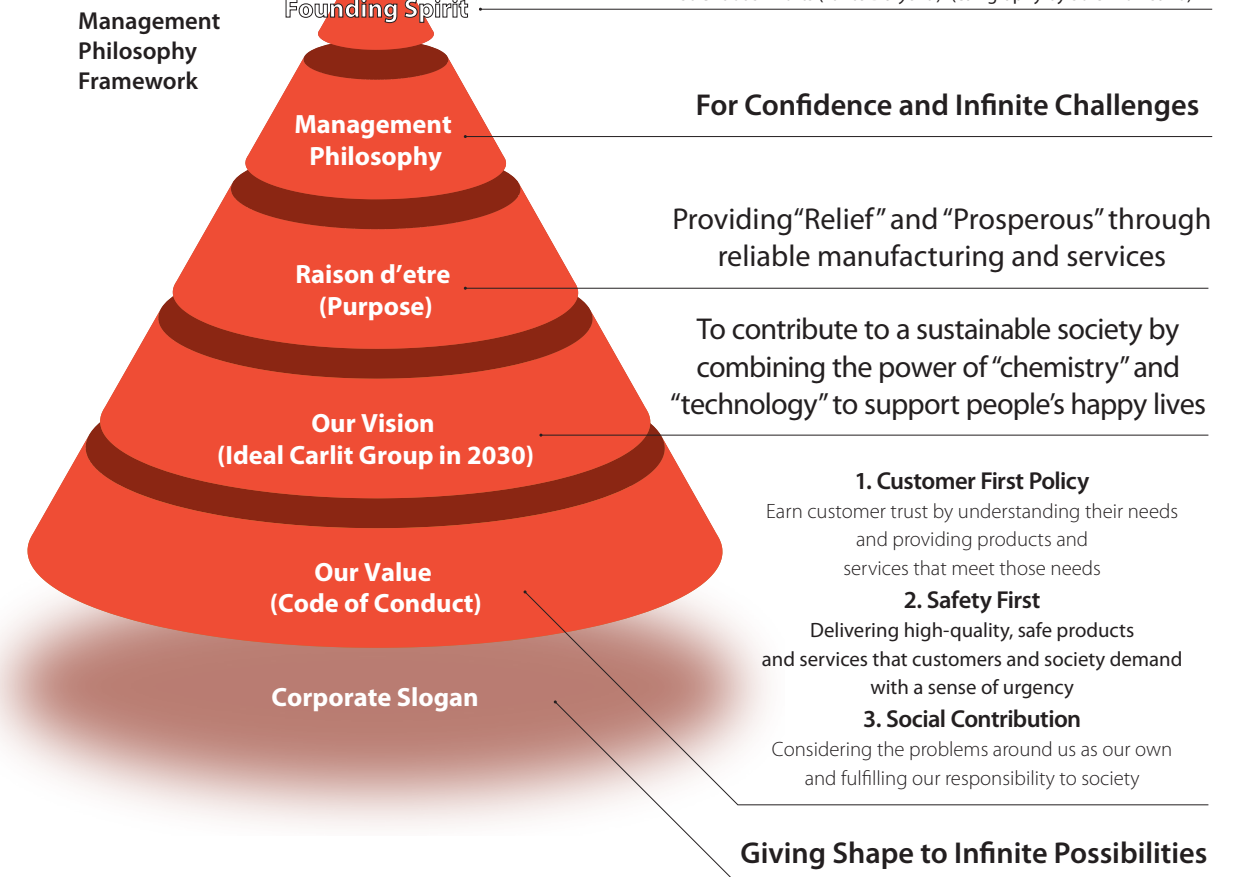 Founding Spirit
Management
Philosophy
Framework
For Confidence and Infinite Challenges
Management
Philosophy
Providing“Relief” and “Prosperous” through
reliable manufacturing and services
Raison d’etre
(Purpose)
To contribute to a sustainable society by
combining the power of “chemistry” and
“technology” to support people’s happy lives
Our Vision
(Ideal Carlit Group in 2030)
1. Customer First Policy
Earn customer trust by understanding their needs
and providing products and
services that meet those needs
2. Safety First
Delivering high-quality, safe products
and services that customers and society demand
with a sense of urgency
3. Social Contribution
Considering the problems around us as our own
and fulfilling our responsibility to society
Our Value
(Code of Conduct)
Corporate Slogan
Giving Shape to Infinite Possibilities